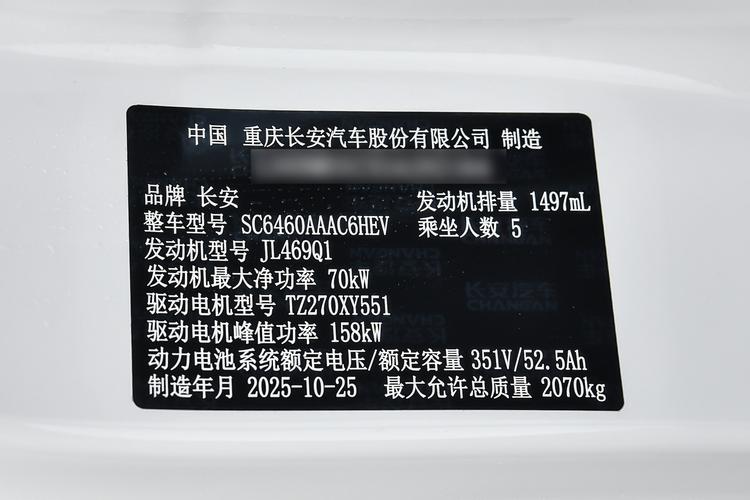 中国 重庆长安汽车股份有限公司 制造
品牌 长安 发动机排量 1497mL
整车型号 SC6460AAAC6HEV 乘坐人数 5
发动机型号 JL469Q1
发动机最大净功率 70kW
驱动电机型号 TZ270XY551
驱动电机峰值功率 158kW
动力电池系统额定电压/额定容量 351V/52.5Ah
制造年月 2025-10-25 最大允许总质量 2070kg
长安汽车
CHANGAN